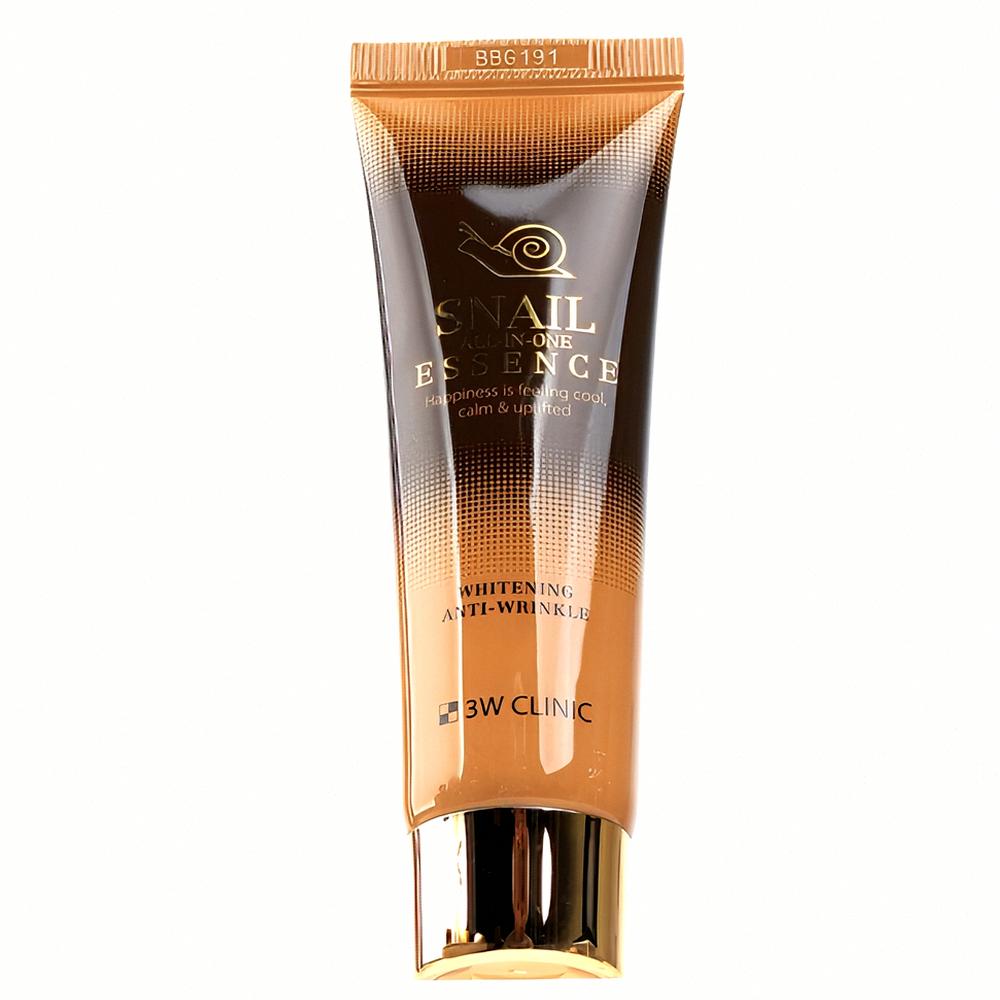 BBG191
SNAIL
ALL-IN-ONE
ESSENCE
Happiness is feeling cool,
calm & uplifted
WHITENING
ANTI-WRINKLE
3W CLINIC